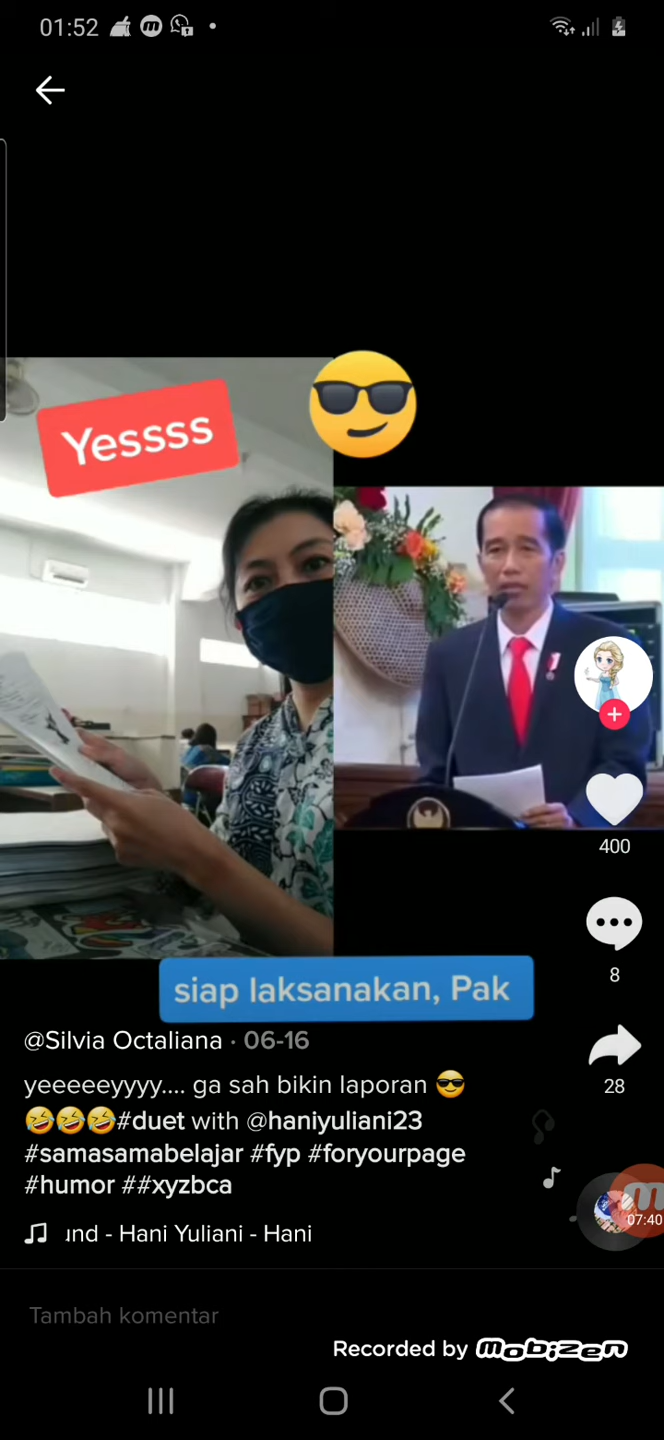 01:52
Yessss
siap laksanakan, Pak
@Silvia Octaliana · 06-16
yeeeeeyyyy.... ga sah bikin laporan 😎
🤣🤣🤣#duet with @haniyuliani23
#samasamabelajar #fyp #foryourpage
#humor ##xyzbca
und - Hani Yuliani - Hani
400
8
28
07:40
Tambah komentar
Recorded by mobizen